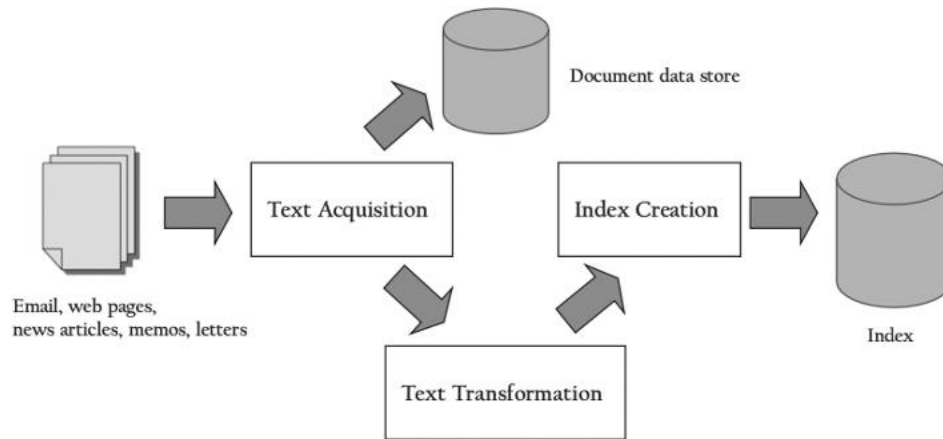 Document data store
Text Acquisition
Index Creation
Email, web pages,
news articles, memos, letters
Index
Text Transformation